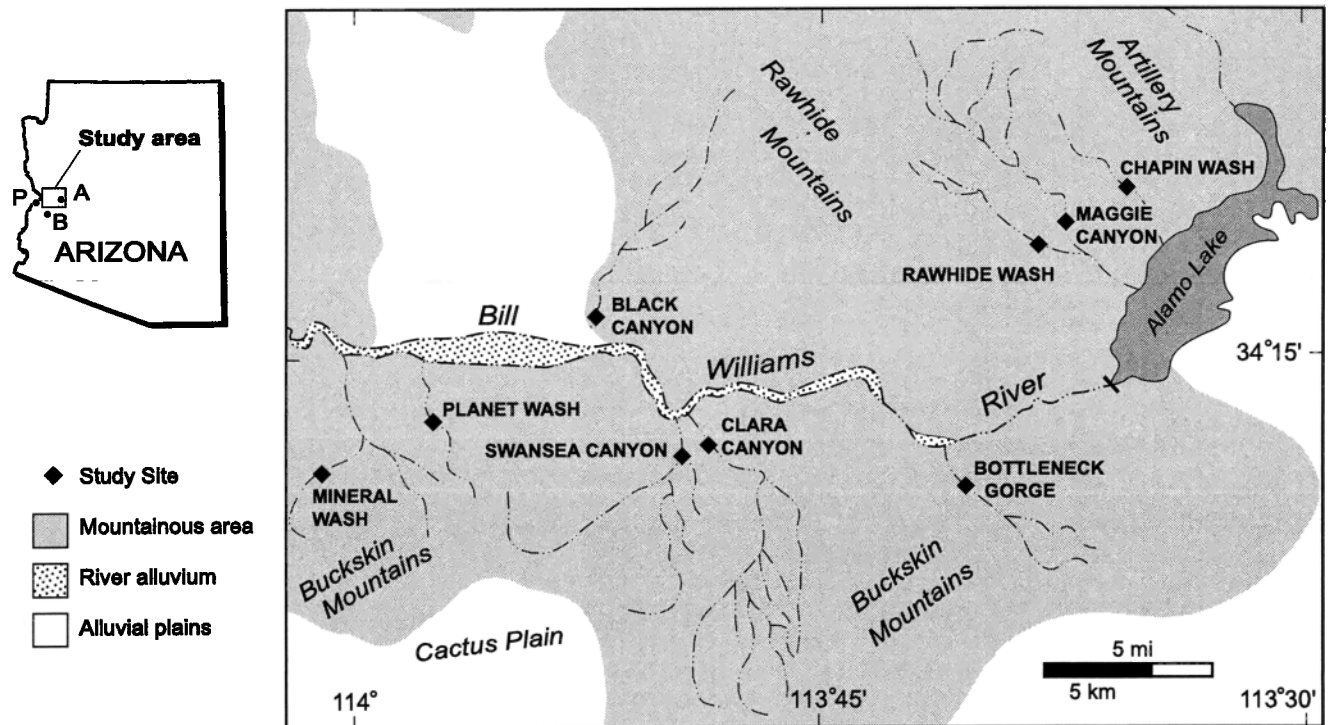 Study area
P
A
B
ARIZONA
Study Site
Mountainous area
River alluvium
Alluvial plains
Rawhide
Mountains
Artillery
Mountains
CHAPIN WASH
MAGGIE
CANYON
RAWHIDE WASH
Alamo Lake
BLACK
CANYON
Bill
Williams
River
34°15'
PLANET WASH
SWANSEA CANYON
CLARA
CANYON
MINERAL
WASH
BOTTLENECK
GORGE
Buckskin
Mountains
Buckskin
Mountains
Cactus Plain
5 mi
5 km
114°
113°45'
113°30'